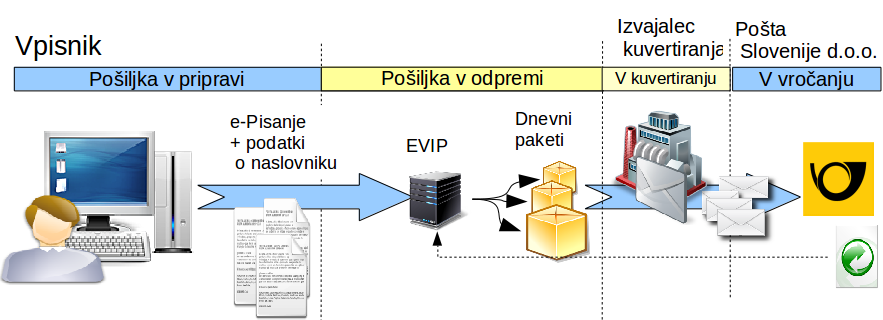 Vpisnik
Izvajalec
kuvertiranja
Pošta
Slovenije d.o.o.
Pošiljka v pripravi
Pošiljka v odpremi
V kuvertiranju
V vročanju
e-Pisanje
+ podatki
o naslovniku
EVIP
Dnevni
paketi